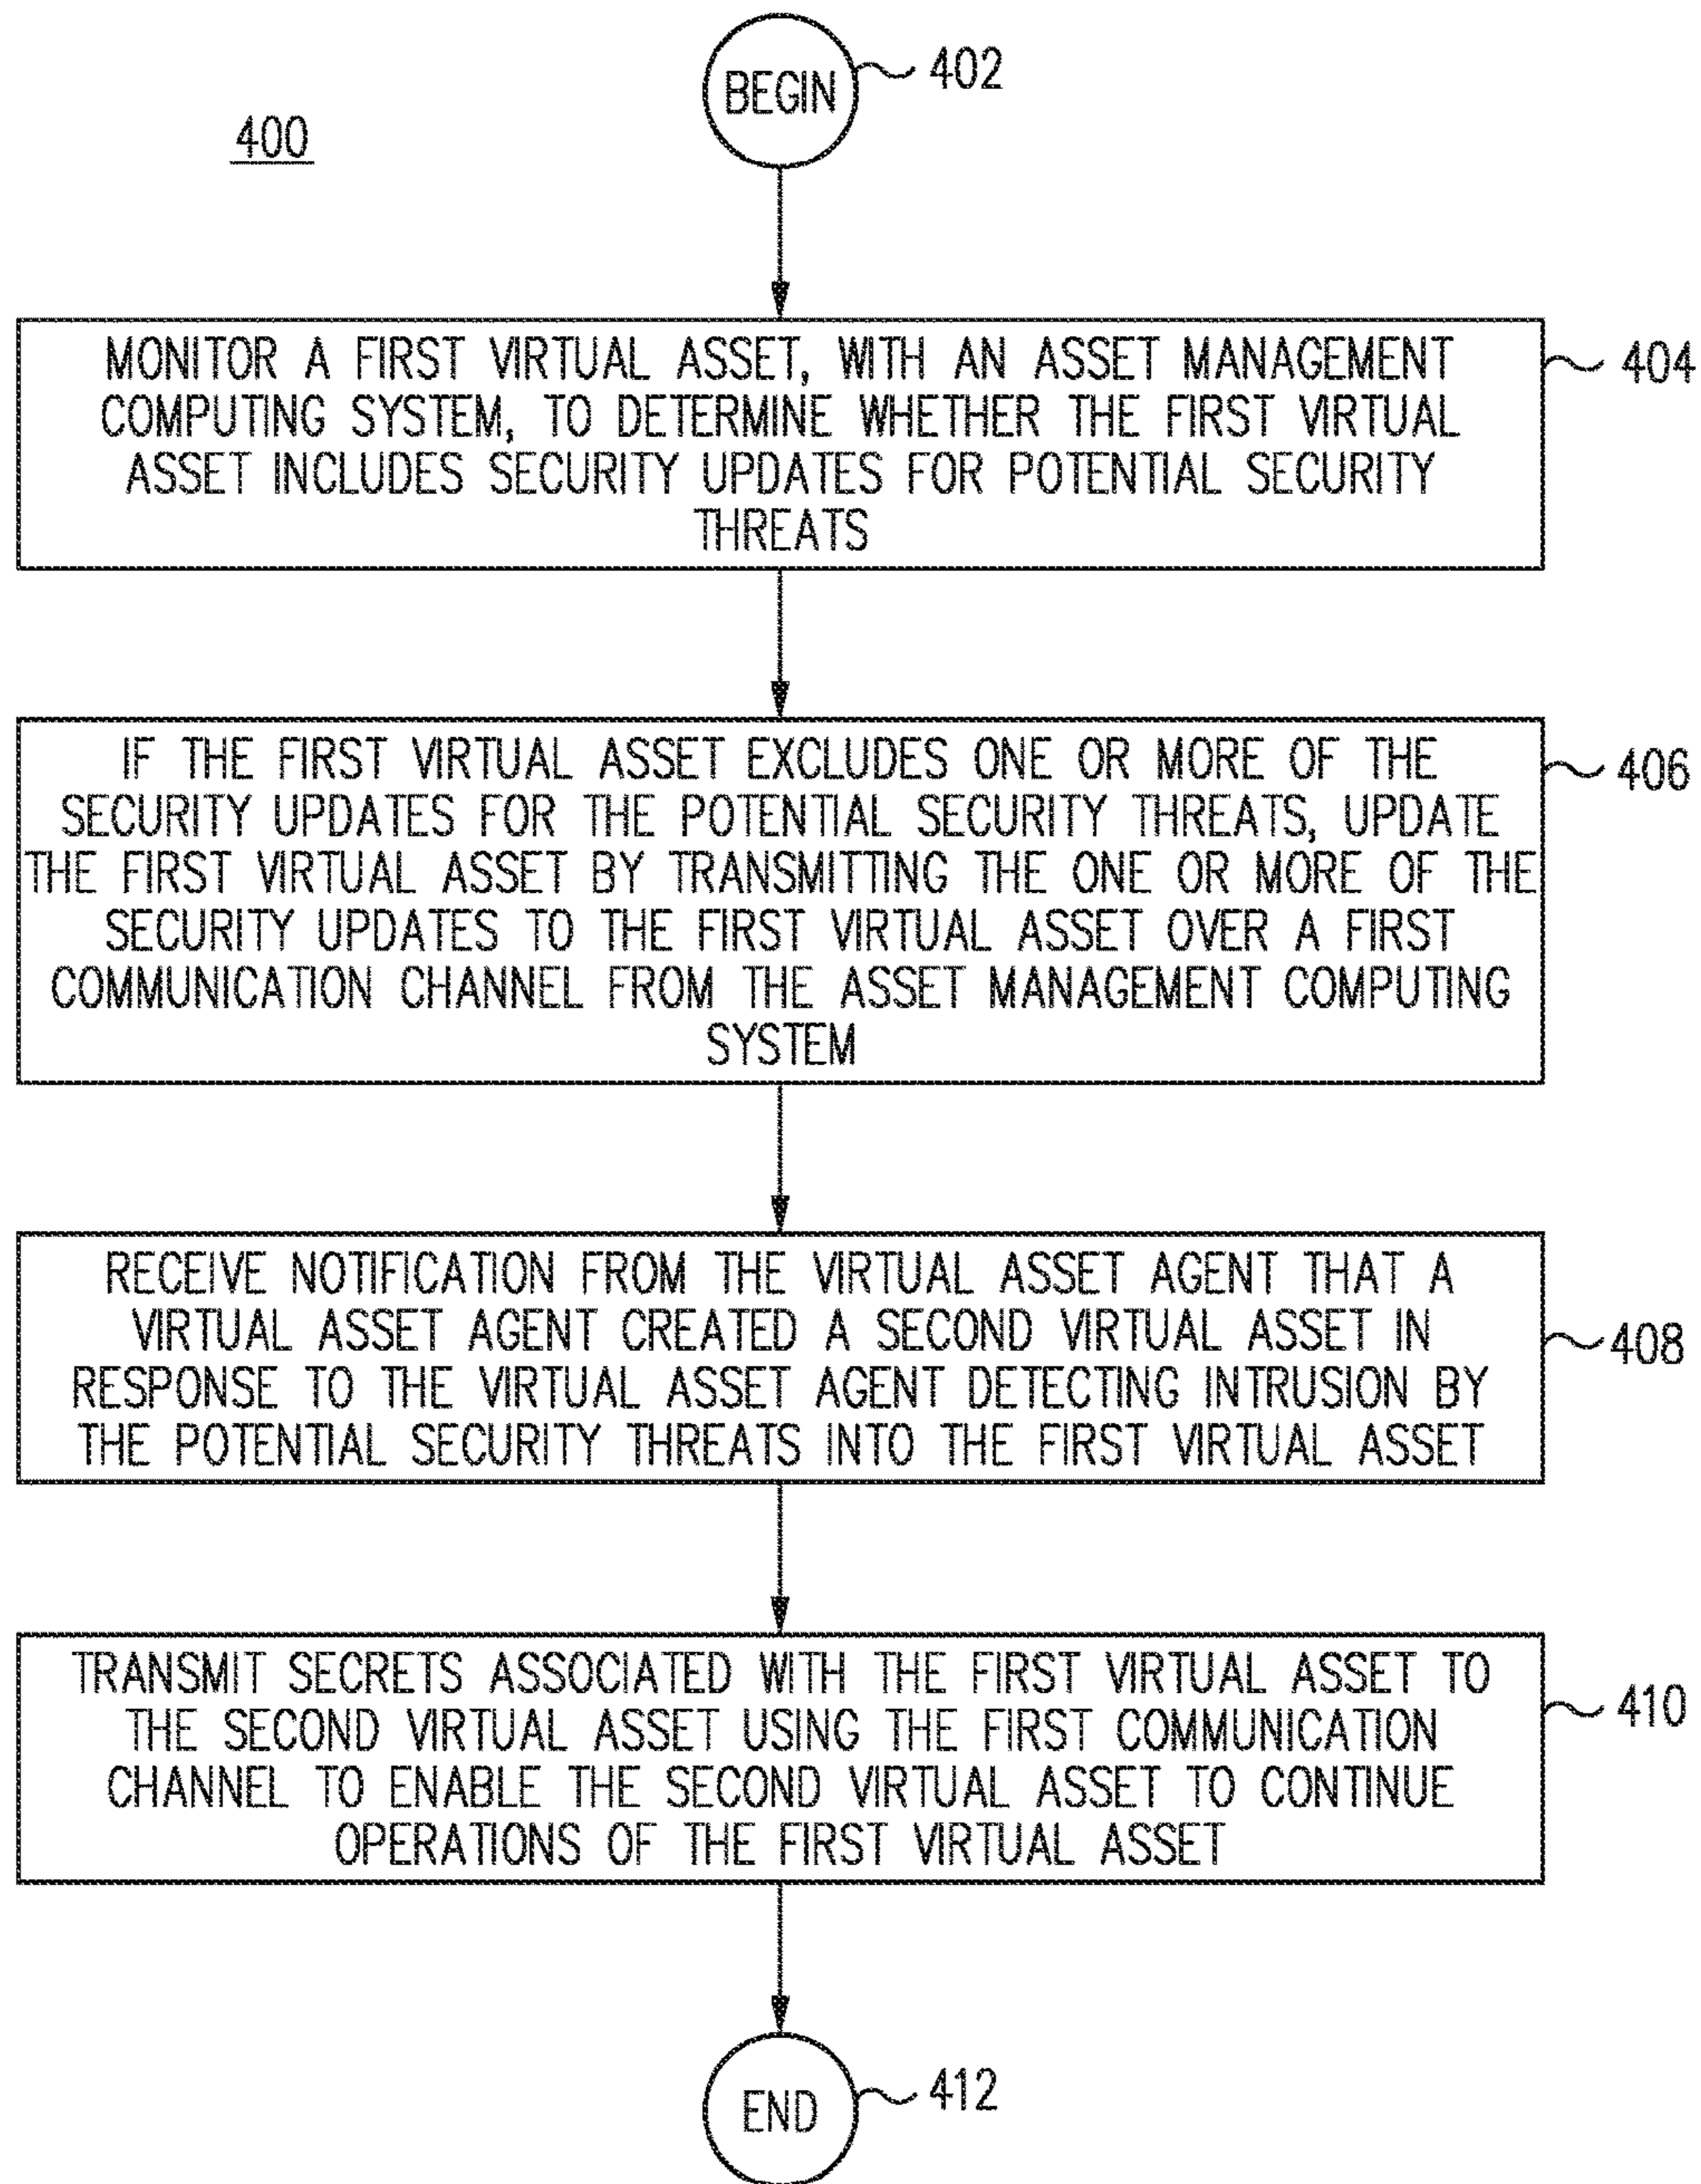 BEGIN
402
400
MONITOR A FIRST VIRTUAL ASSET, WITH AN ASSET MANAGEMENT
COMPUTING SYSTEM, TO DETERMINE WHETHER THE FIRST VIRTUAL
ASSET INCLUDES SECURITY UPDATES FOR POTENTIAL SECURITY
THREATS
404
IF THE FIRST VIRTUAL ASSET EXCLUDES ONE OR MORE OF THE
SECURITY UPDATES FOR THE POTENTIAL SECURITY THREATS, UPDATE
THE FIRST VIRTUAL ASSET BY TRANSMITTING THE ONE OR MORE OF THE
SECURITY UPDATES TO THE FIRST VIRTUAL ASSET OVER A FIRST
COMMUNICATION CHANNEL FROM THE ASSET MANAGEMENT COMPUTING
SYSTEM
406
RECEIVE NOTIFICATION FROM THE VIRTUAL ASSET AGENT THAT A
VIRTUAL ASSET AGENT CREATED A SECOND VIRTUAL ASSET IN
RESPONSE TO THE VIRTUAL ASSET AGENT DETECTING INTRUSION BY
THE POTENTIAL SECURITY THREATS INTO THE FIRST VIRTUAL ASSET
408
TRANSMIT SECRETS ASSOCIATED WITH THE FIRST VIRTUAL ASSET TO
THE SECOND VIRTUAL ASSET USING THE FIRST COMMUNICATION
CHANNEL TO ENABLE THE SECOND VIRTUAL ASSET TO CONTINUE
OPERATIONS OF THE FIRST VIRTUAL ASSET
410
END
412